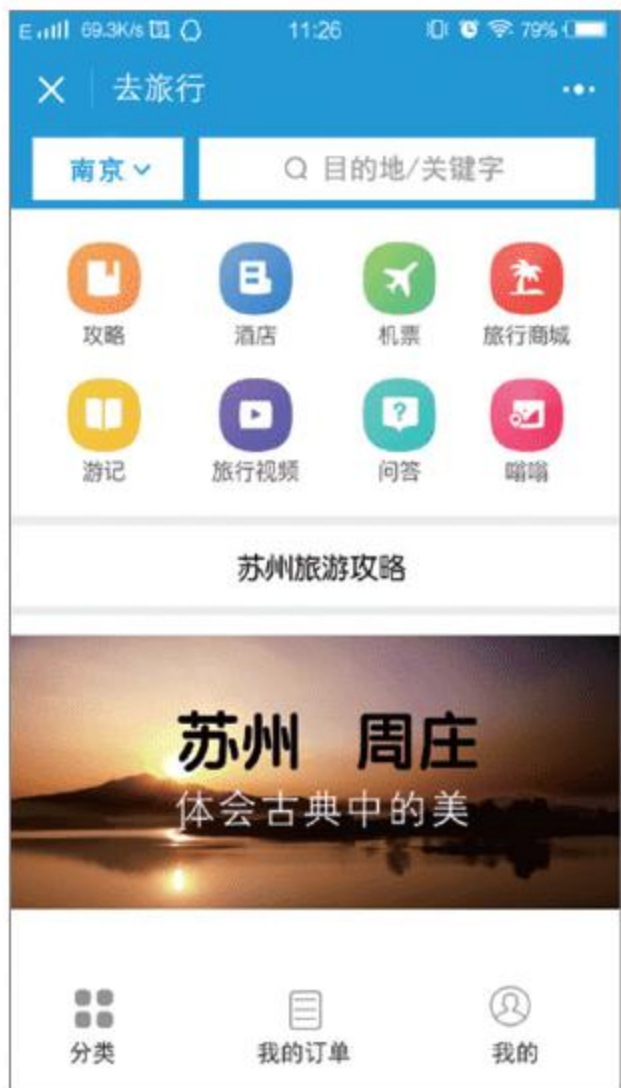 69.3K/s 11:26 79%
去旅行
南京 目的地/关键字
攻略 酒店 机票 旅行商城
游记 旅行视频 问答 嗡嗡
苏州旅游攻略
苏州 周庄
体会古典中的美
分类 我的订单 我的